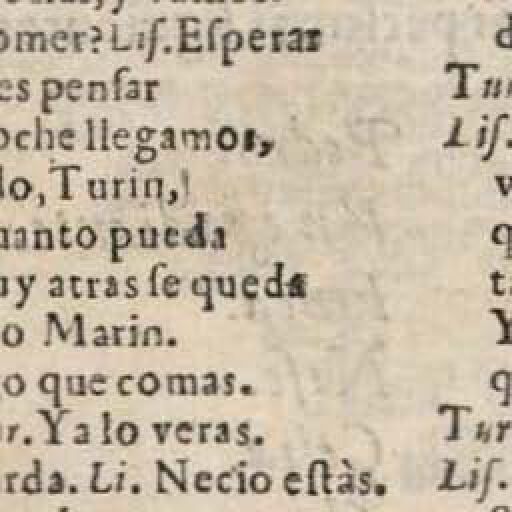 omer? Lis. Esperar
es pensar
oche llegamos,
do, Turin,
uanto pueda
uy atras se queda
o Marin.
o que comas.
r. Ya lo veras.
rda. Li. Necio estàs.
d
Tur
Lis.
v
q
t
Y
q
Tur
Lis.